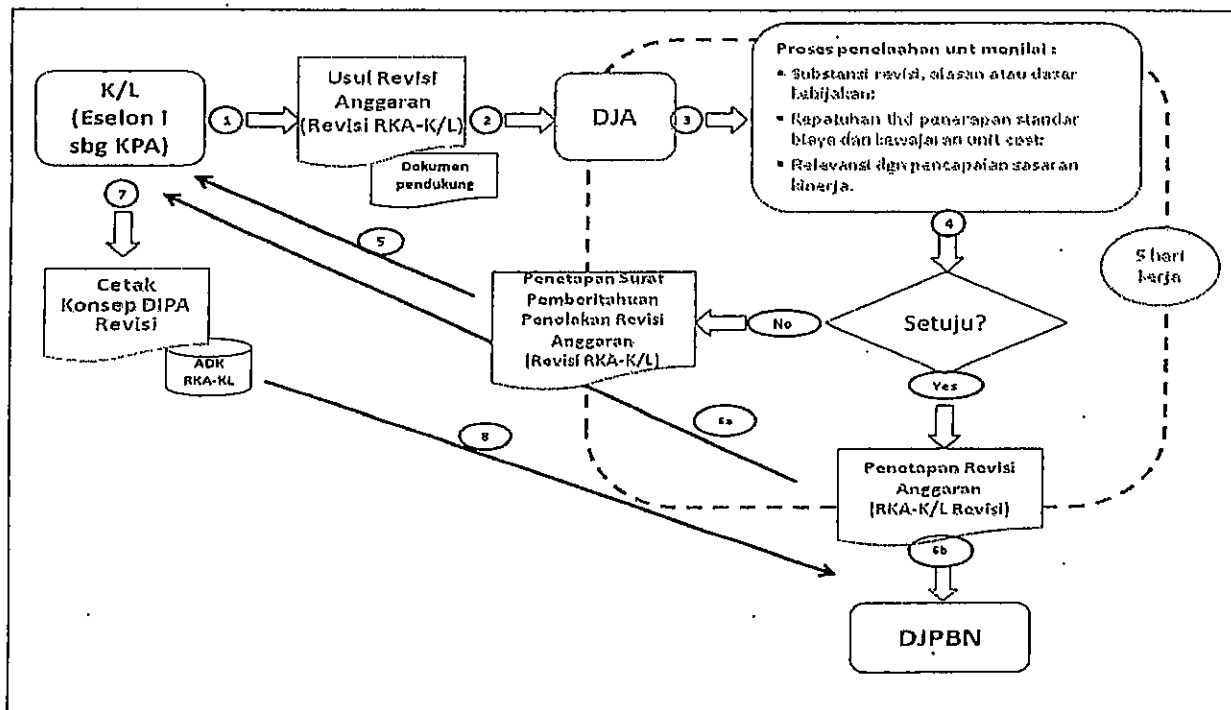 K/L
(Eselon I
sbg KPA)
1
Usul Revisi
Anggaran
(Revisi RKA-K/L)
Dokumen
pendukung
2
DJA
3
Proses penelaahan unt menilai :
• Substansi revisi, alasan atau dasar
kebijakan;
• Kepatuhan thd penerapan standar
biaya dan kewajaran unit cost;
• Relevansi dgn pencapaian sasaran
kinerja.
4
5 hari
kerja
Setuju?
No
Penetapan Surat
Pemberitahuan
Penolakan Revisi
Anggaran
(Revisi RKA-K/L)
5
Yes
Penetapan Revisi
Anggaran
(RKA-K/L Revisi)
6a
6b
DJPBN
7
Cetak
Konsep DIPA
Revisi
ADK
RKA-KL
8